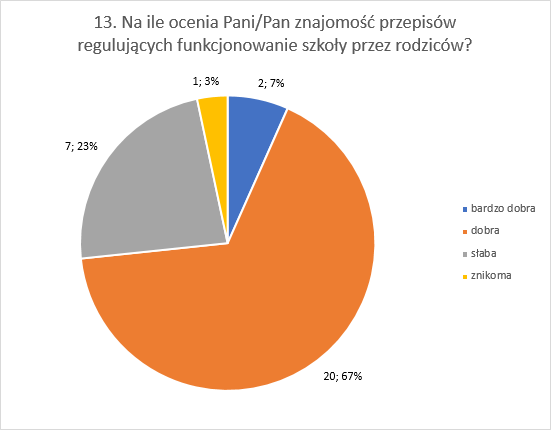 13. Na ile ocenia Pani/Pan znajomość przepisów
regulujących funkcjonowanie szkoły przez rodziców?
1; 3%
2; 7%
7; 23%
20; 67%
bardzo dobra
dobra
słaba
znikoma